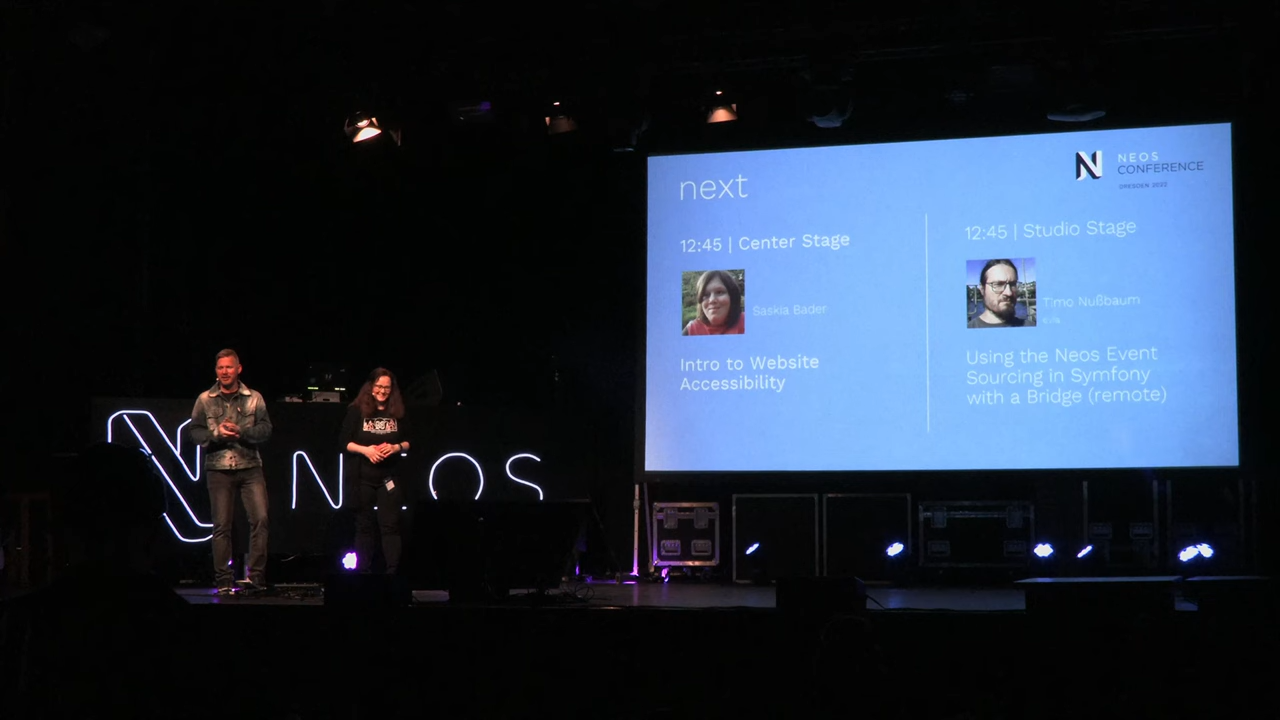 next
NEOS
CONFERENCE
DRESDEN 2022
12:45 | Center Stage
Saskia Bader
Intro to Website
Accessibility
12:45 | Studio Stage
Timo Nußbaum
Using the Neos Event
Sourcing in Symfony
with a Bridge (remote)
NEOS